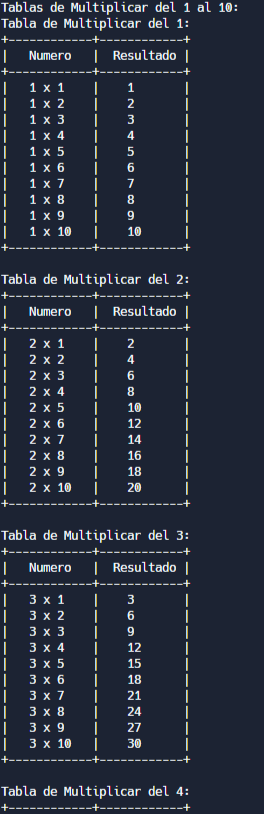 Tablas de Multiplicar del 1 al 10:
Tabla de Multiplicar del 1:
+------------+------------+
|   Numero   |  Resultado |
+------------+------------+
|   1 x 1    |   1        |
|   1 x 2    |   2        |
|   1 x 3    |   3        |
|   1 x 4    |   4        |
|   1 x 5    |   5        |
|   1 x 6    |   6        |
|   1 x 7    |   7        |
|   1 x 8    |   8        |
|   1 x 9    |   9        |
|   1 x 10   |   10       |
+------------+------------+

Tabla de Multiplicar del 2:
+------------+------------+
|   Numero   |  Resultado |
+------------+------------+
|   2 x 1    |   2        |
|   2 x 2    |   4        |
|   2 x 3    |   6        |
|   2 x 4    |   8        |
|   2 x 5    |   10       |
|   2 x 6    |   12       |
|   2 x 7    |   14       |
|   2 x 8    |   16       |
|   2 x 9    |   18       |
|   2 x 10   |   20       |
+------------+------------+

Tabla de Multiplicar del 3:
+------------+------------+
|   Numero   |  Resultado |
+------------+------------+
|   3 x 1    |   3        |
|   3 x 2    |   6        |
|   3 x 3    |   9        |
|   3 x 4    |   12       |
|   3 x 5    |   15       |
|   3 x 6    |   18       |
|   3 x 7    |   21       |
|   3 x 8    |   24       |
|   3 x 9    |   27       |
|   3 x 10   |   30       |
+------------+------------+

Tabla de Multiplicar del 4:
+------------+------------+